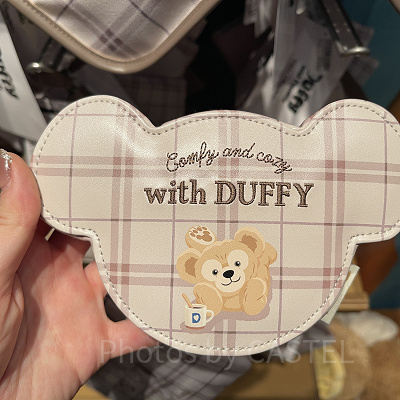 Comfy and cozy
with DUFFY
Photos by CASTEL